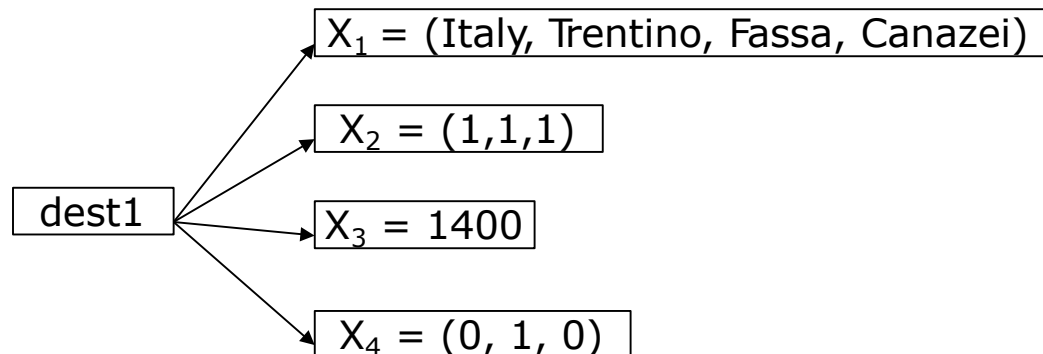 X₁ = (Italy, Trentino, Fassa, Canazei)
X₂ = (1,1,1)
dest1
X₃ = 1400
X₄ = (0, 1, 0)